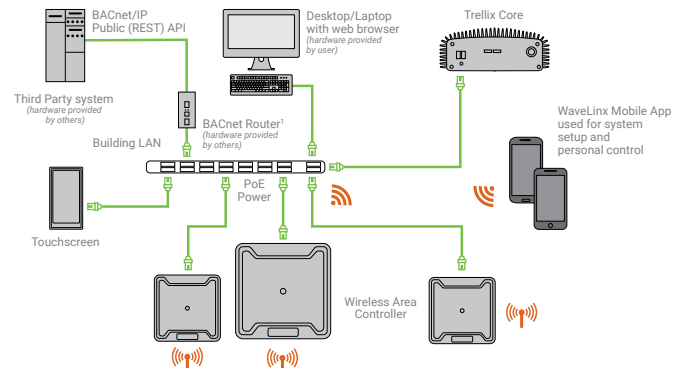 BACnet/IP
Public (REST) API
Desktop/Laptop
with web browser
(hardware provided
by user)
Trellix Core
Third Party system
(hardware provided
by others)
BACnet Router¹
(hardware provided
by others)
Building LAN
WaveLinx Mobile App
used for system
setup and
personal control
PoE
Power
Touchscreen
Wireless Area
Controller